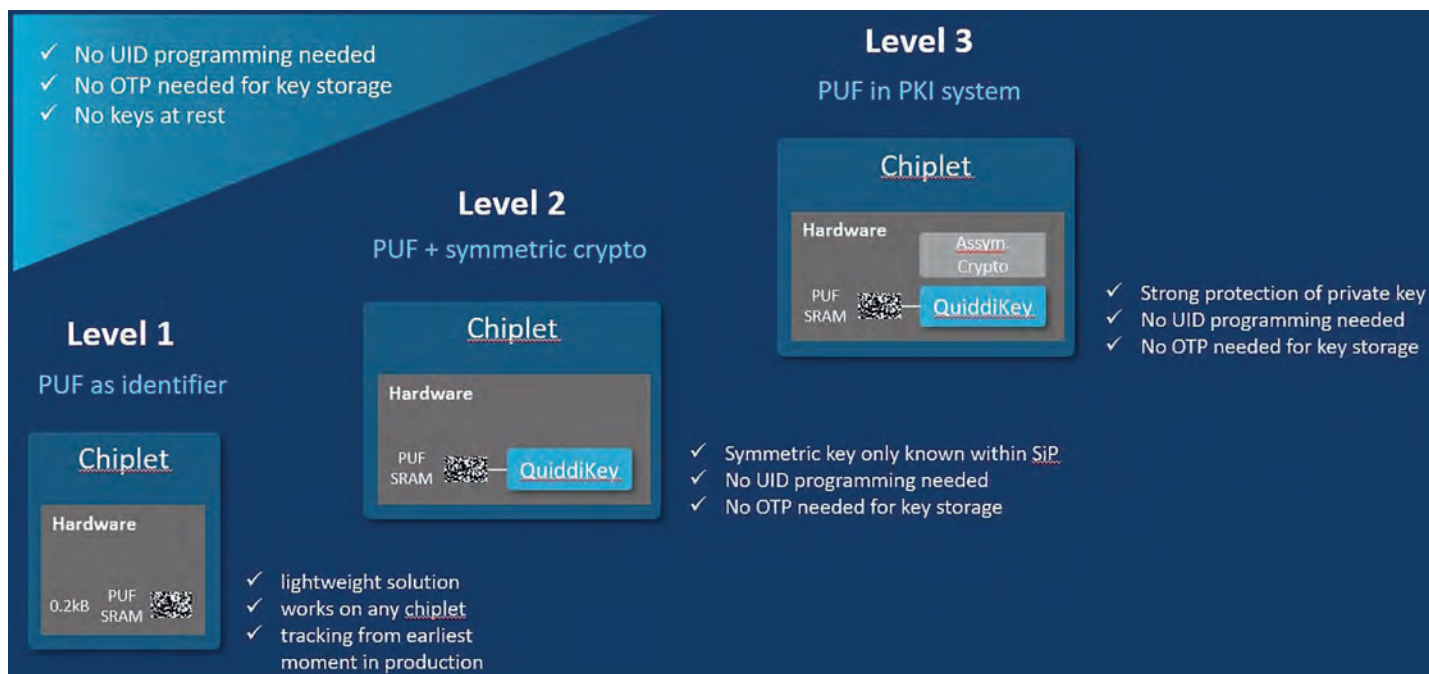 ✓ No UID programming needed
✓ No OTP needed for key storage
✓ No keys at rest
Level 1
PUF as identifier
Chiplet
Hardware
0.2kB
PUF
SRAM
✓ lightweight solution
✓ works on any chiplet
✓ tracking from earliest
moment in production
Level 2
PUF + symmetric crypto
Chiplet
Hardware
PUF
SRAM
QuiddiKey
✓ Symmetric key only known within SiP
✓ No UID programming needed
✓ No OTP needed for key storage
Level 3
PUF in PKI system
Chiplet
Hardware
Assym.
Crypto
PUF
SRAM
QuiddiKey
✓ Strong protection of private key
✓ No UID programming needed
✓ No OTP needed for key storage